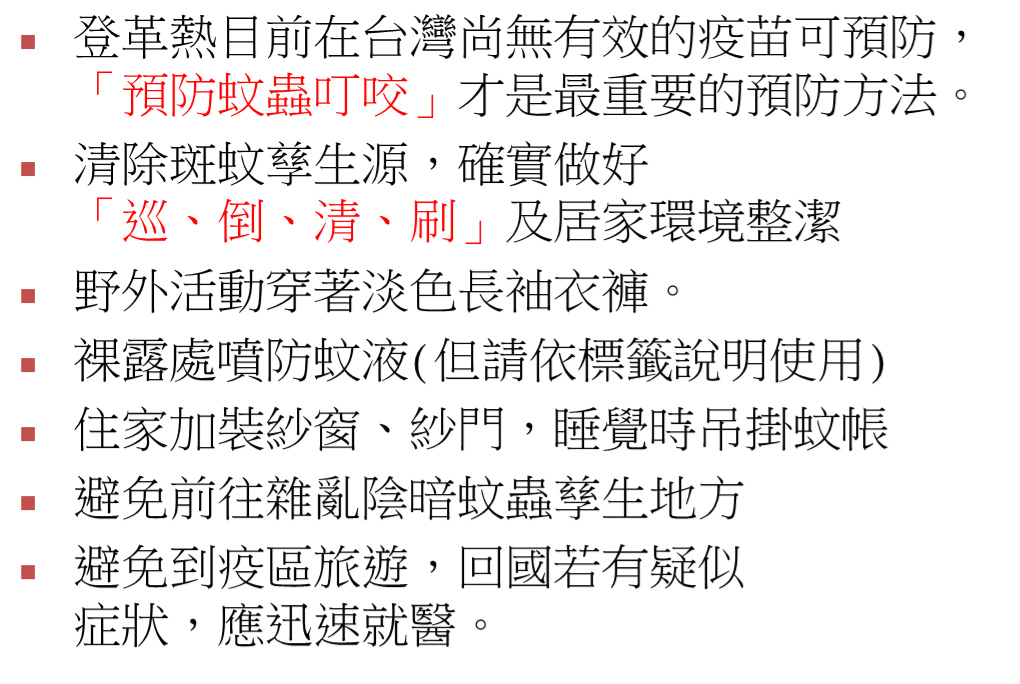 ▪ 登革熱目前在台灣尚無有效的疫苗可預防，
「預防蚊蟲叮咬」才是最重要的預防方法。
▪ 清除斑蚊孳生源，確實做好
「巡、倒、清、刷」及居家環境整潔
▪ 野外活動穿著淡色長袖衣褲。
▪ 裸露處噴防蚊液(但請依標籤說明使用)
▪ 住家加裝紗窗、紗門，睡覺時吊掛蚊帳
▪ 避免前往雜亂陰暗蚊蟲孳生地方
▪ 避免到疫區旅遊，回國若有疑似
症狀，應迅速就醫。